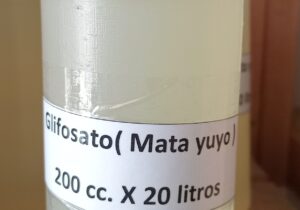 Glifosato( Mata yuyo )
200 cc. X 20 litros